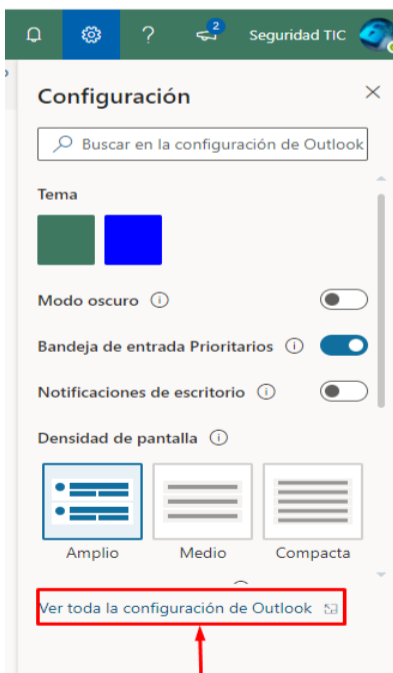 2
Seguridad TIC
Configuración
Buscar en la configuración de Outlook
Tema
Modo oscuro
Bandeja de entrada Prioritarios
Notificaciones de escritorio
Densidad de pantalla
Amplio Medio Compacta
Ver toda la configuración de Outlook